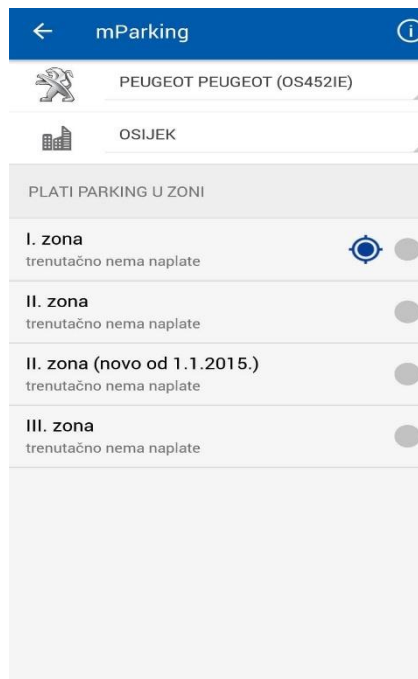 mParking
PEUGEOT PEUGEOT (OS452IE)
OSIJEK
PLATI PARKING U ZONI
I. zona
trenutačno nema naplate
II. zona
trenutačno nema naplate
II. zona (novo od 1.1.2015.)
trenutačno nema naplate
III. zona
trenutačno nema naplate